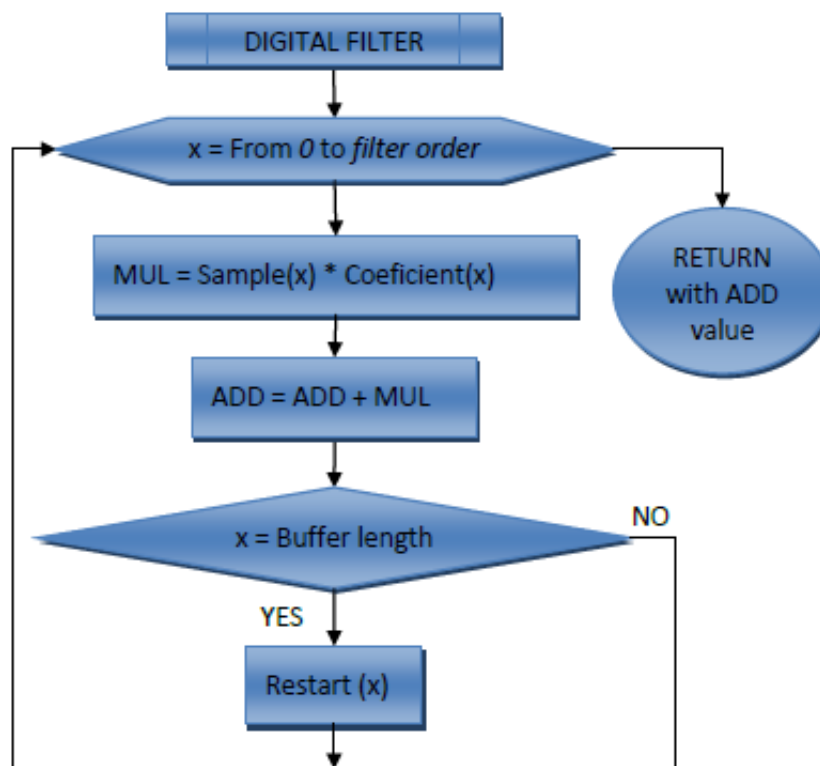 DIGITAL FILTER
x = From 0 to filter order
MUL = Sample(x) * Coeficient(x)
RETURN
with ADD
value
ADD = ADD + MUL
x = Buffer length
NO
YES
Restart (x)